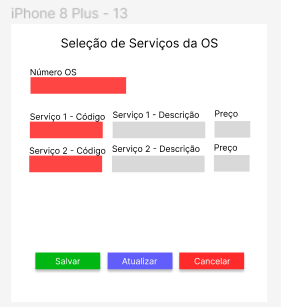 iPhone 8 Plus - 13
Seleção de Serviços da OS
Número OS
Serviço 1 - Código Serviço 1 - Descrição Preço
Serviço 2 - Código Serviço 2 - Descrição Preço
Salvar Atualizar Cancelar